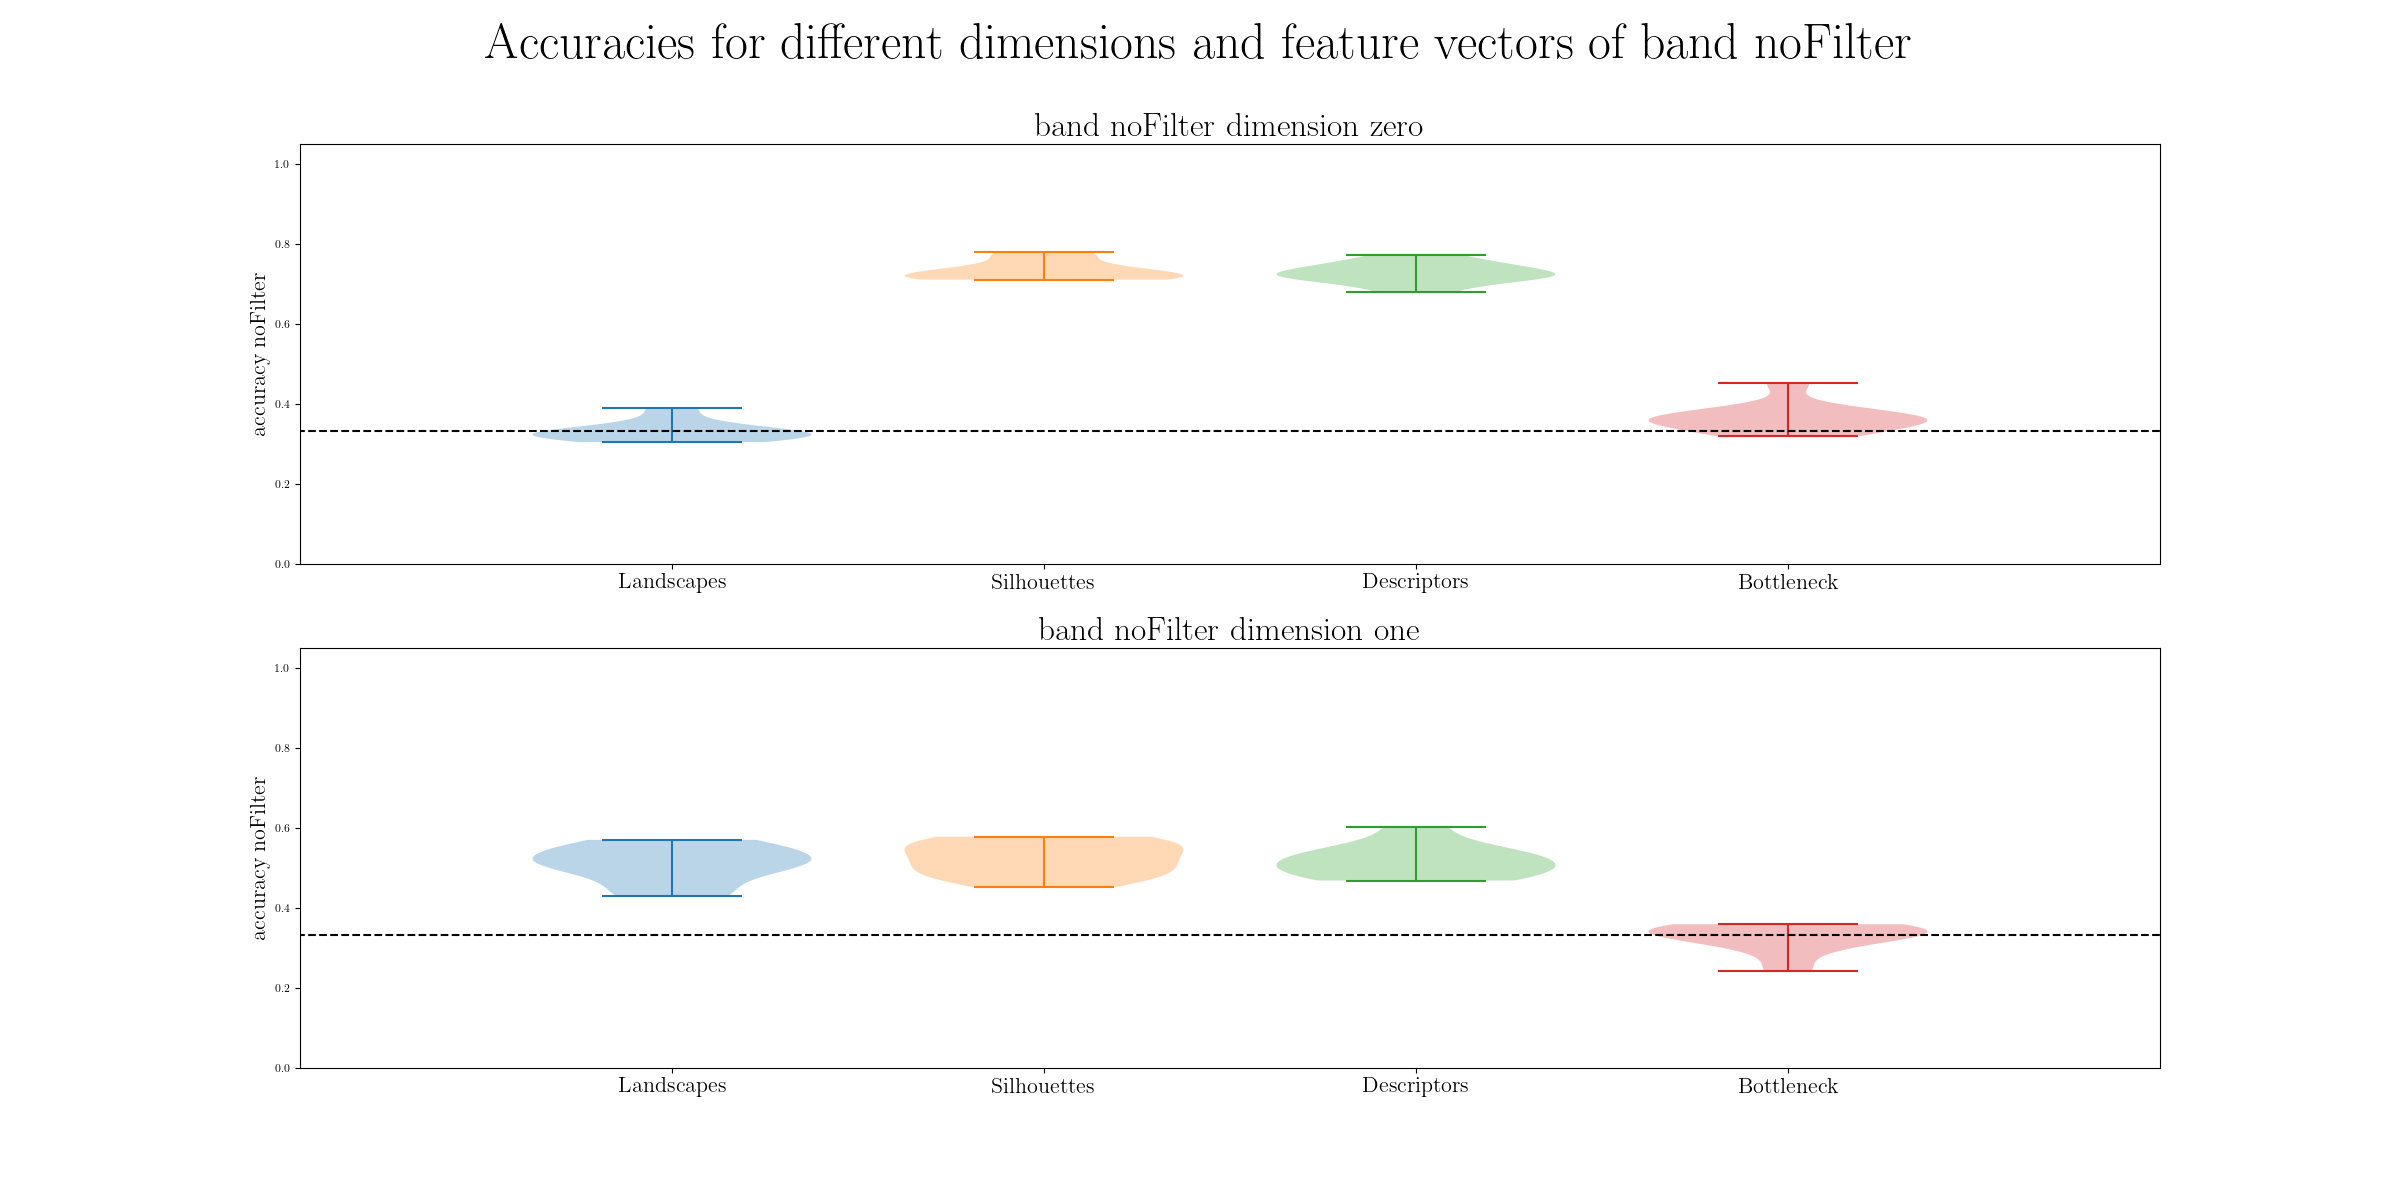 Accuracies for different dimensions and feature vectors of band noFilter
band noFilter dimension zero
accuracy noFilter
1.0
0.8
0.6
0.4
0.2
0.0
Landscapes Silhouettes Descriptors Bottleneck
band noFilter dimension one
accuracy noFilter
1.0
0.8
0.6
0.4
0.2
0.0
Landscapes Silhouettes Descriptors Bottleneck